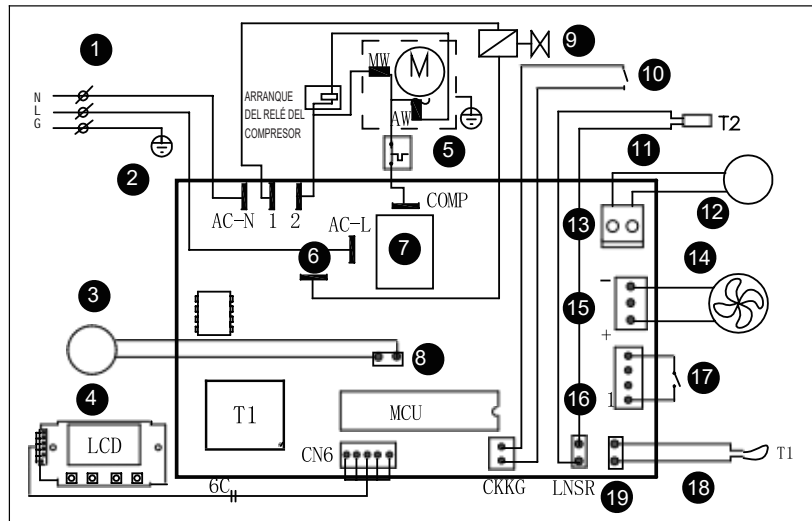 1
N
L
G
2
ARRANQUE
DEL RELÉ DEL
COMPRESOR
MW
M
AW
5
9
10
T2
11
12
AC-N
1
2
COMP
AC-L
6
7
13
14
3
15
-
+
8
4
LCD
T1
MCU
16
1
17
CN6
6C
CKKG
LNSR
19
18
T1